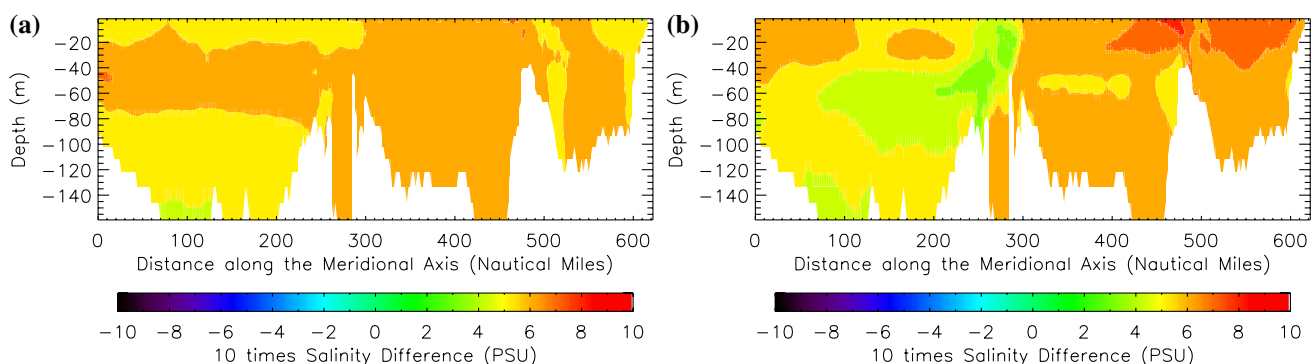 (a)
Depth (m)
−20
−40
−60
−80
−100
−120
−140
0 100 200 300 400 500 600
Distance along the Meridional Axis (Nautical Miles)
−10 −8 −6 −4 −2 0 2 4 6 8 10
10 times Salinity Difference (PSU)
(b)
Depth (m)
−20
−40
−60
−80
−100
−120
−140
0 100 200 300 400 500 600
Distance along the Meridional Axis (Nautical Miles)
−10 −8 −6 −4 −2 0 2 4 6 8 10
10 times Salinity Difference (PSU)